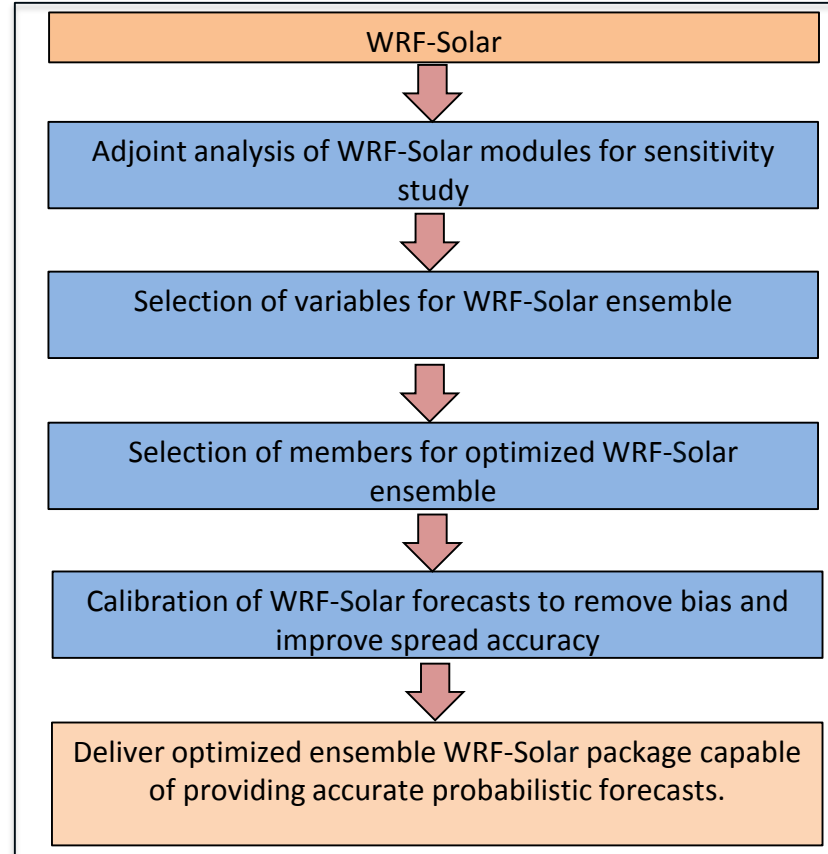 WRF-Solar
Adjoint analysis of WRF-Solar modules for sensitivity
study
Selection of variables for WRF-Solar ensemble
Selection of members for optimized WRF-Solar
ensemble
Calibration of WRF-Solar forecasts to remove bias and
improve spread accuracy
Deliver optimized ensemble WRF-Solar package capable
of providing accurate probabilistic forecasts.